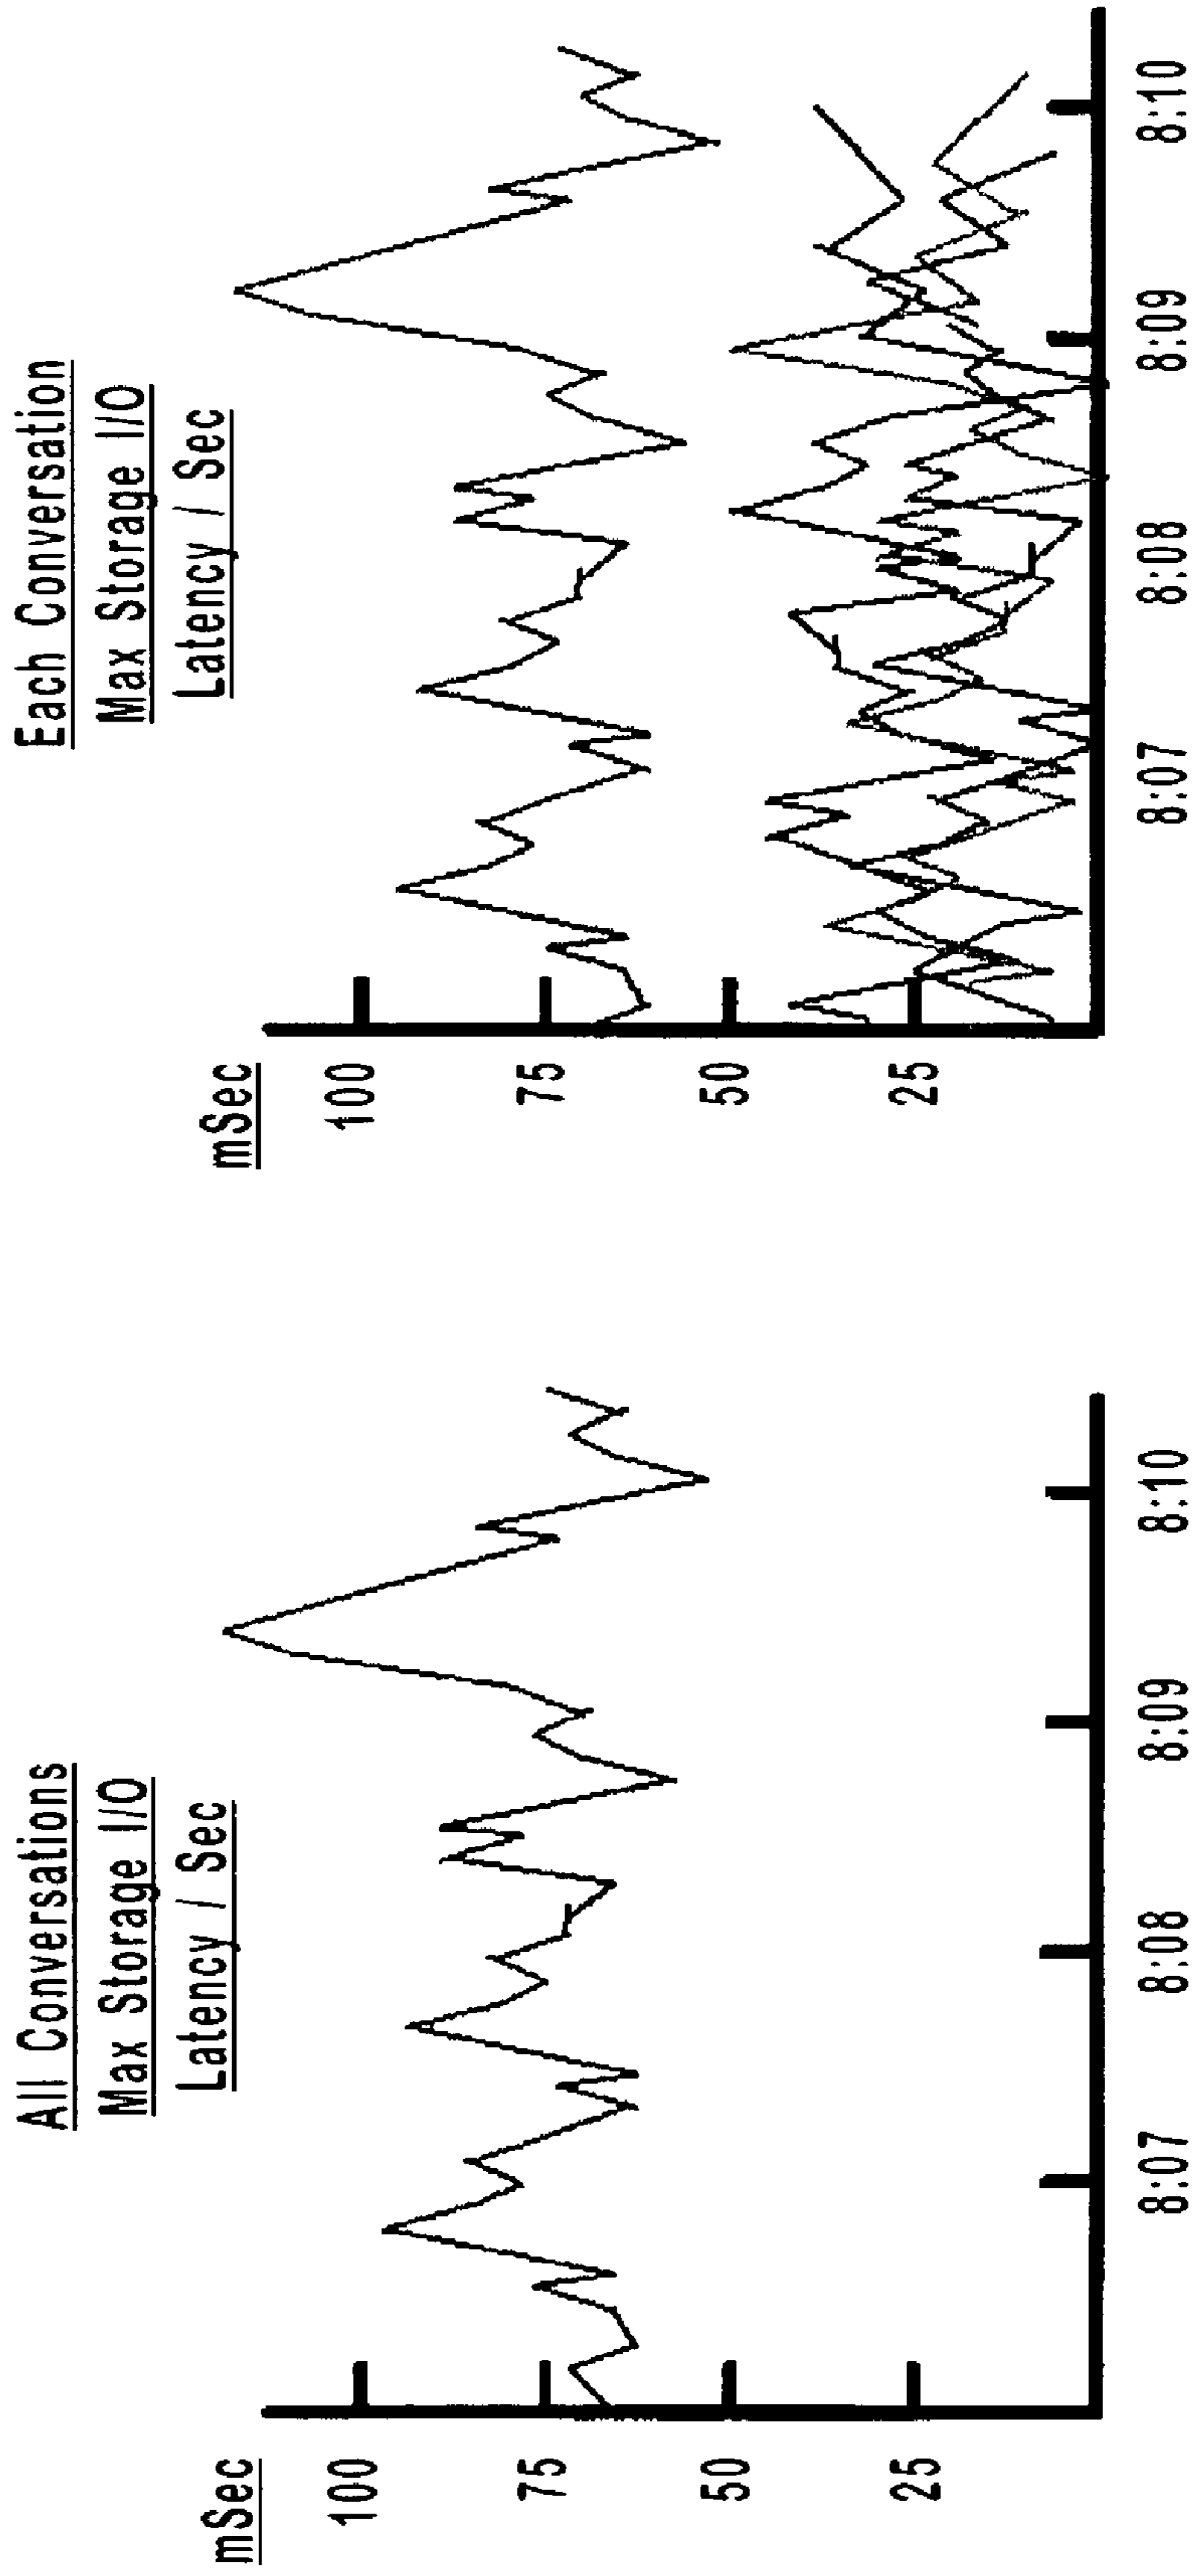 All Conversations
Max Storage I/O
Latency / Sec
mSec
100
75
50
25
8:07
8:08
8:09
8:10
Each Conversation
Max Storage I/O
Latency / Sec
mSec
100
75
50
25
8:07
8:08
8:09
8:10